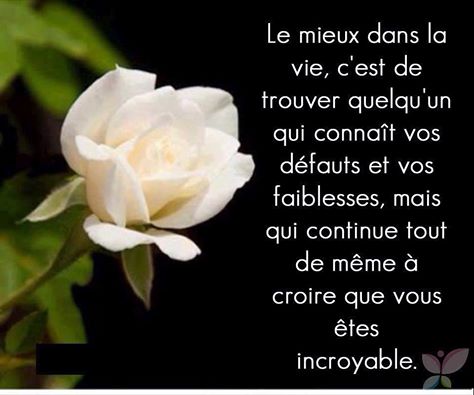 Le mieux dans la
vie, c'est de
trouver quelqu'un
qui connaît vos
défauts et vos
faiblesses, mais
qui continue tout
de même à
croire que vous
êtes
incroyable.